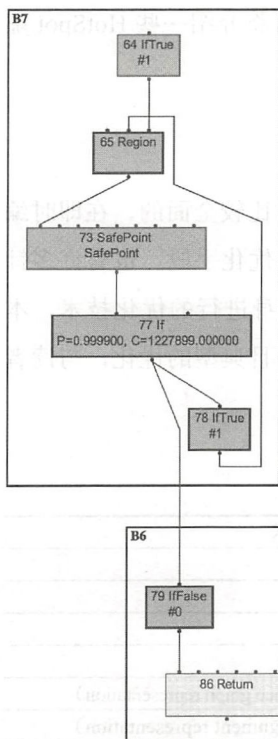 B7
64 IfTrue
#1
65 Region
73 SafePoint
SafePoint
77 If
P=0.999900, C=1227899.000000
78 IfTrue
#1
B6
79 IfFalse
#0
86 Return